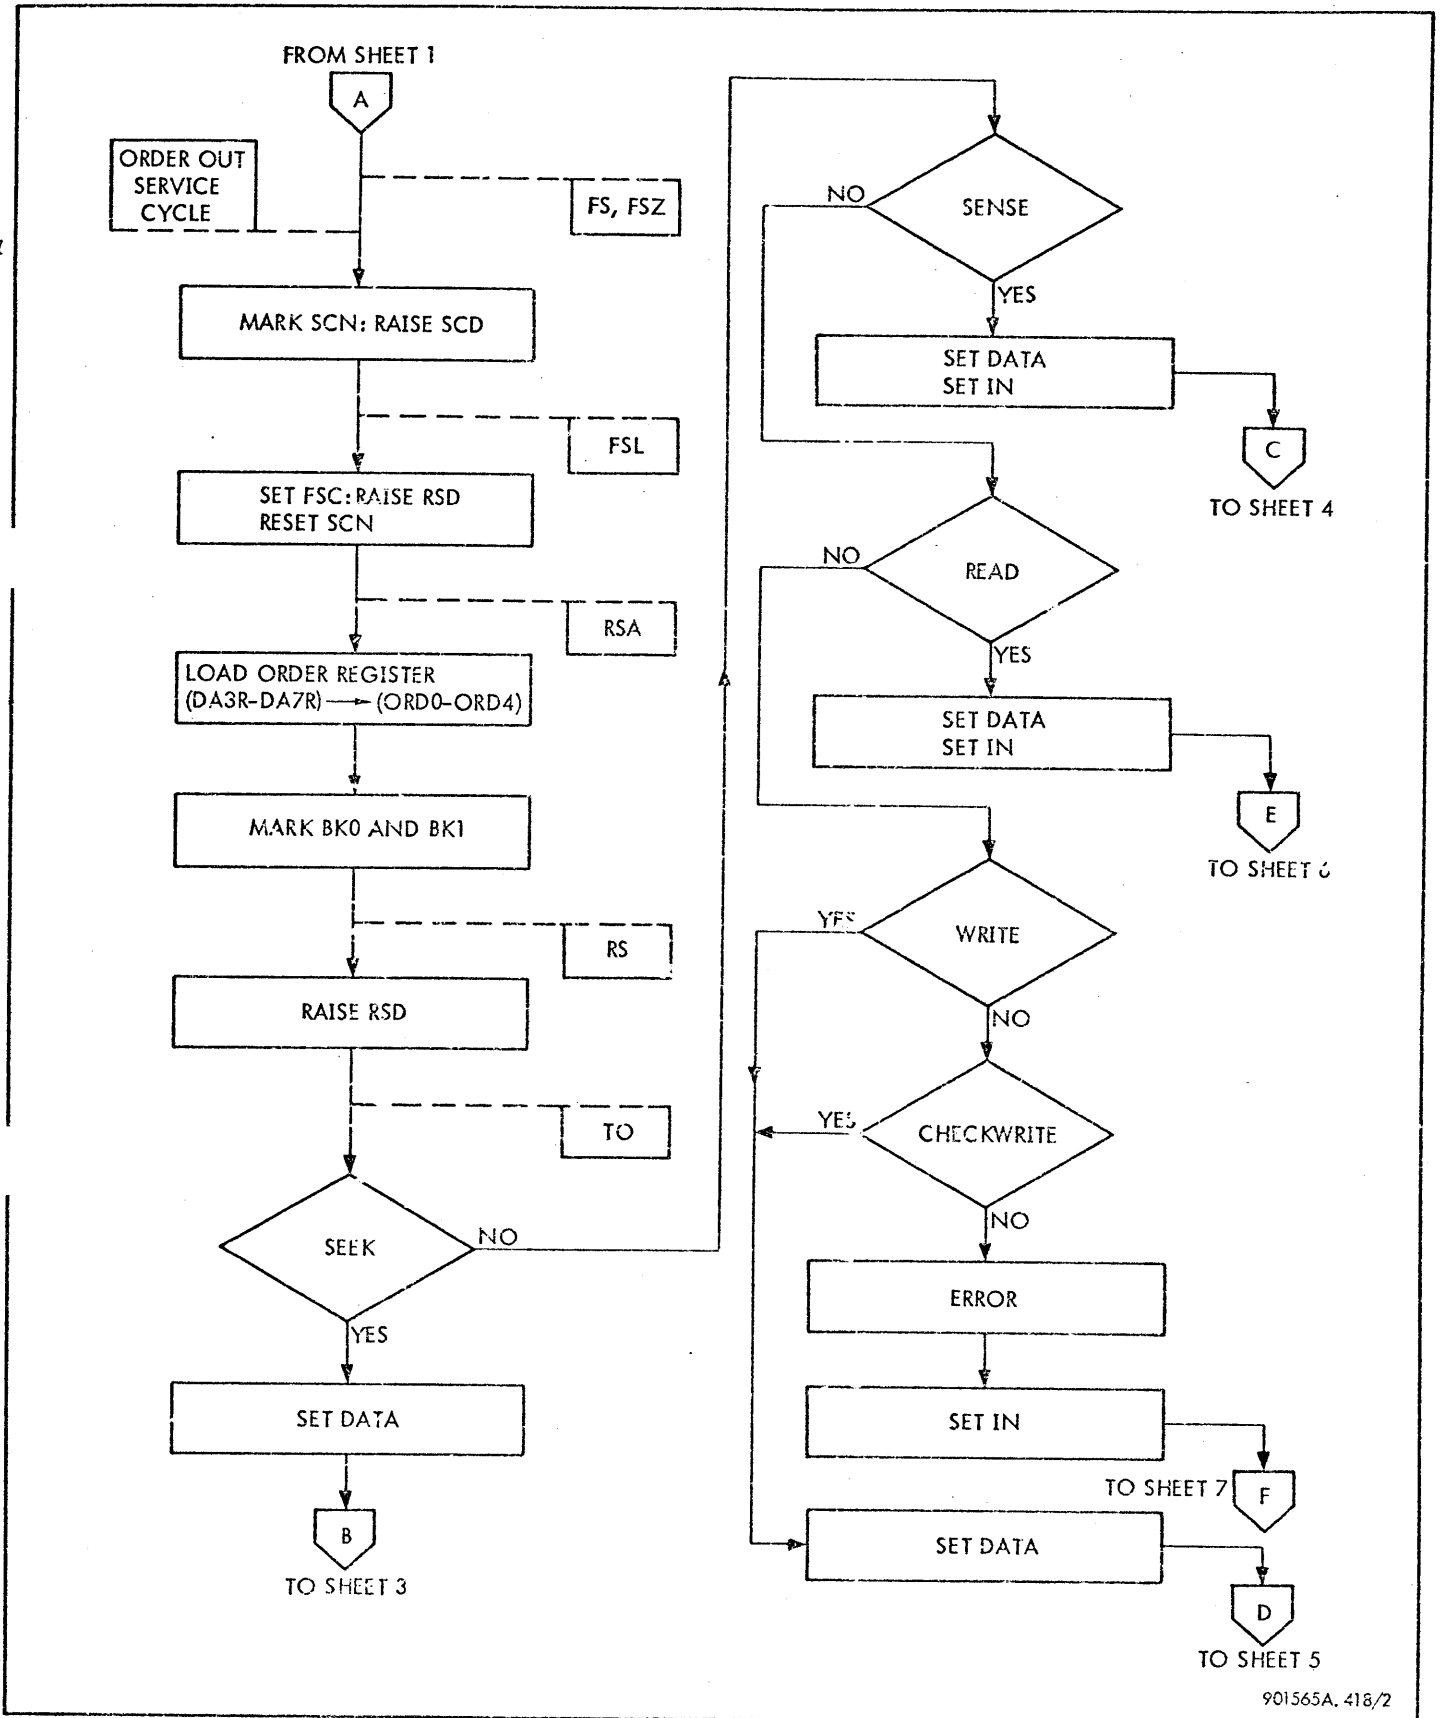 FROM SHEET 1
A
ORDER OUT
SERVICE
CYCLE
FS, FSZ
MARK SCN: RAISE SCD
FSL
SET FSC: RAISE RSD
RESET SCN
RSA
LOAD ORDER REGISTER
(DA3R-DA7R) → (ORD0-ORD4)
MARK BK0 AND BK1
RS
RAISE RSD
TO
SEEK
NO
YES
SET DATA
B
TO SHEET 3
SENSE
NO
YES
SET DATA
SET IN
C
TO SHEET 4
READ
NO
YES
SET DATA
SET IN
E
TO SHEET 6
WRITE
YES
NO
CHECKWRITE
YES
NO
ERROR
SET IN
TO SHEET 7
F
SET DATA
D
TO SHEET 5
901565A. 418/2